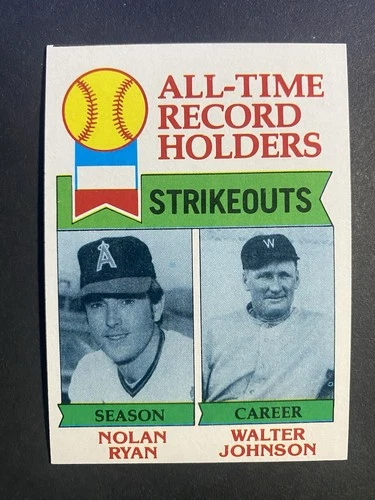 ALL-TIME
RECORD
HOLDERS
STRIKEOUTS
A
W
SEASON
CAREER
NOLAN
RYAN
WALTER
JOHNSON